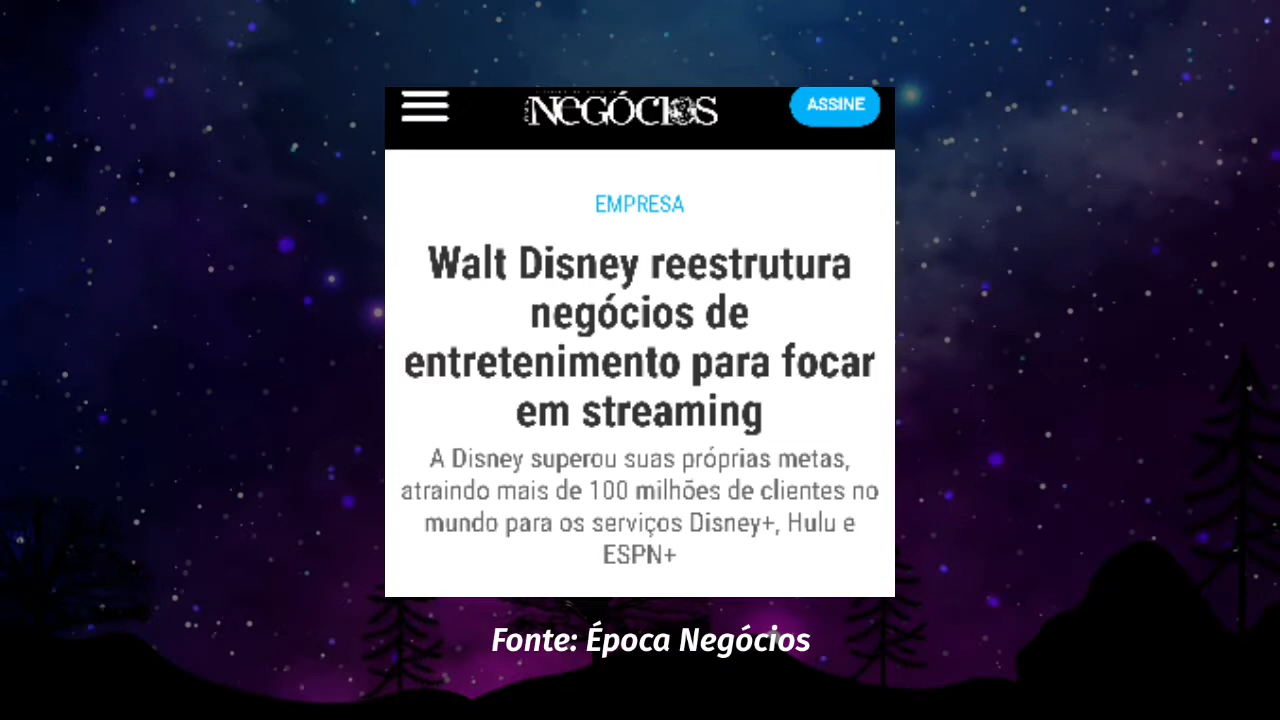 NEGÓCIOS
ASSINE
EMPRESA
Walt Disney reestrutura
negócios de
entretenimento para focar
em streaming
A Disney superou suas próprias metas,
atraindo mais de 100 milhões de clientes no
mundo para os serviços Disney+, Hulu e
ESPN+
Fonte: Época Negócios